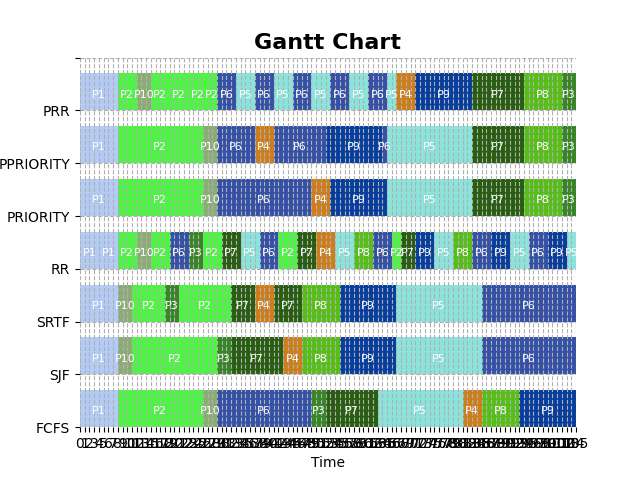 Gantt Chart
PRR P1 P2 P10 P2 P2 P2 P2 P6 P5 P6 P5 P6 P5 P6 P5 P6 P5 P4 P9 P7 P8 P3
PPRIORITY P1 P2 P10 P6 P4 P6 P9 P6 P5 P7 P8 P3
PRIORITY P1 P2 P10 P6 P4 P9 P5 P7 P8 P3
RR P1 P1 P2 P10 P2 P6 P3 P2 P7 P5 P6 P2 P7 P4 P5 P8 P6 P2 P7 P9 P5 P8 P6 P9 P5 P6 P9 P5
SRTF P1 P10 P2 P3 P2 P7 P4 P7 P8 P9 P5 P6
SJF P1 P10 P2 P3 P7 P4 P8 P9 P5 P6
FCFS P1 P2 P10 P6 P3 P7 P5 P4 P8 P9
Time